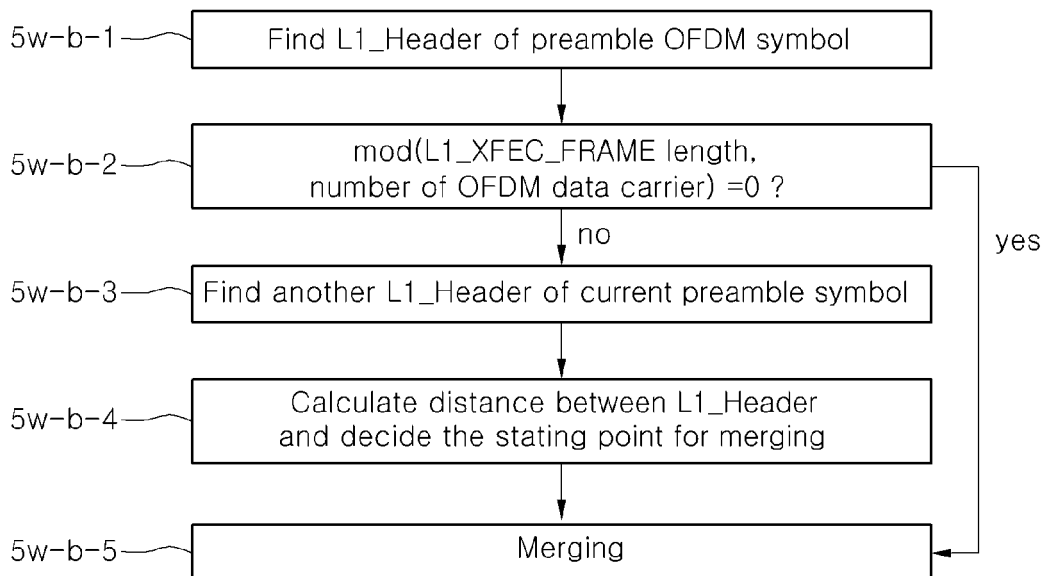 5w-b-1
Find L1_Header of preamble OFDM symbol
5w-b-2
mod(L1_XFEC_FRAME length,
number of OFDM data carrier) =0 ?
no
yes
5w-b-3
Find another L1_Header of current preamble symbol
5w-b-4
Calculate distance between L1_Header
and decide the stating point for merging
5w-b-5
Merging